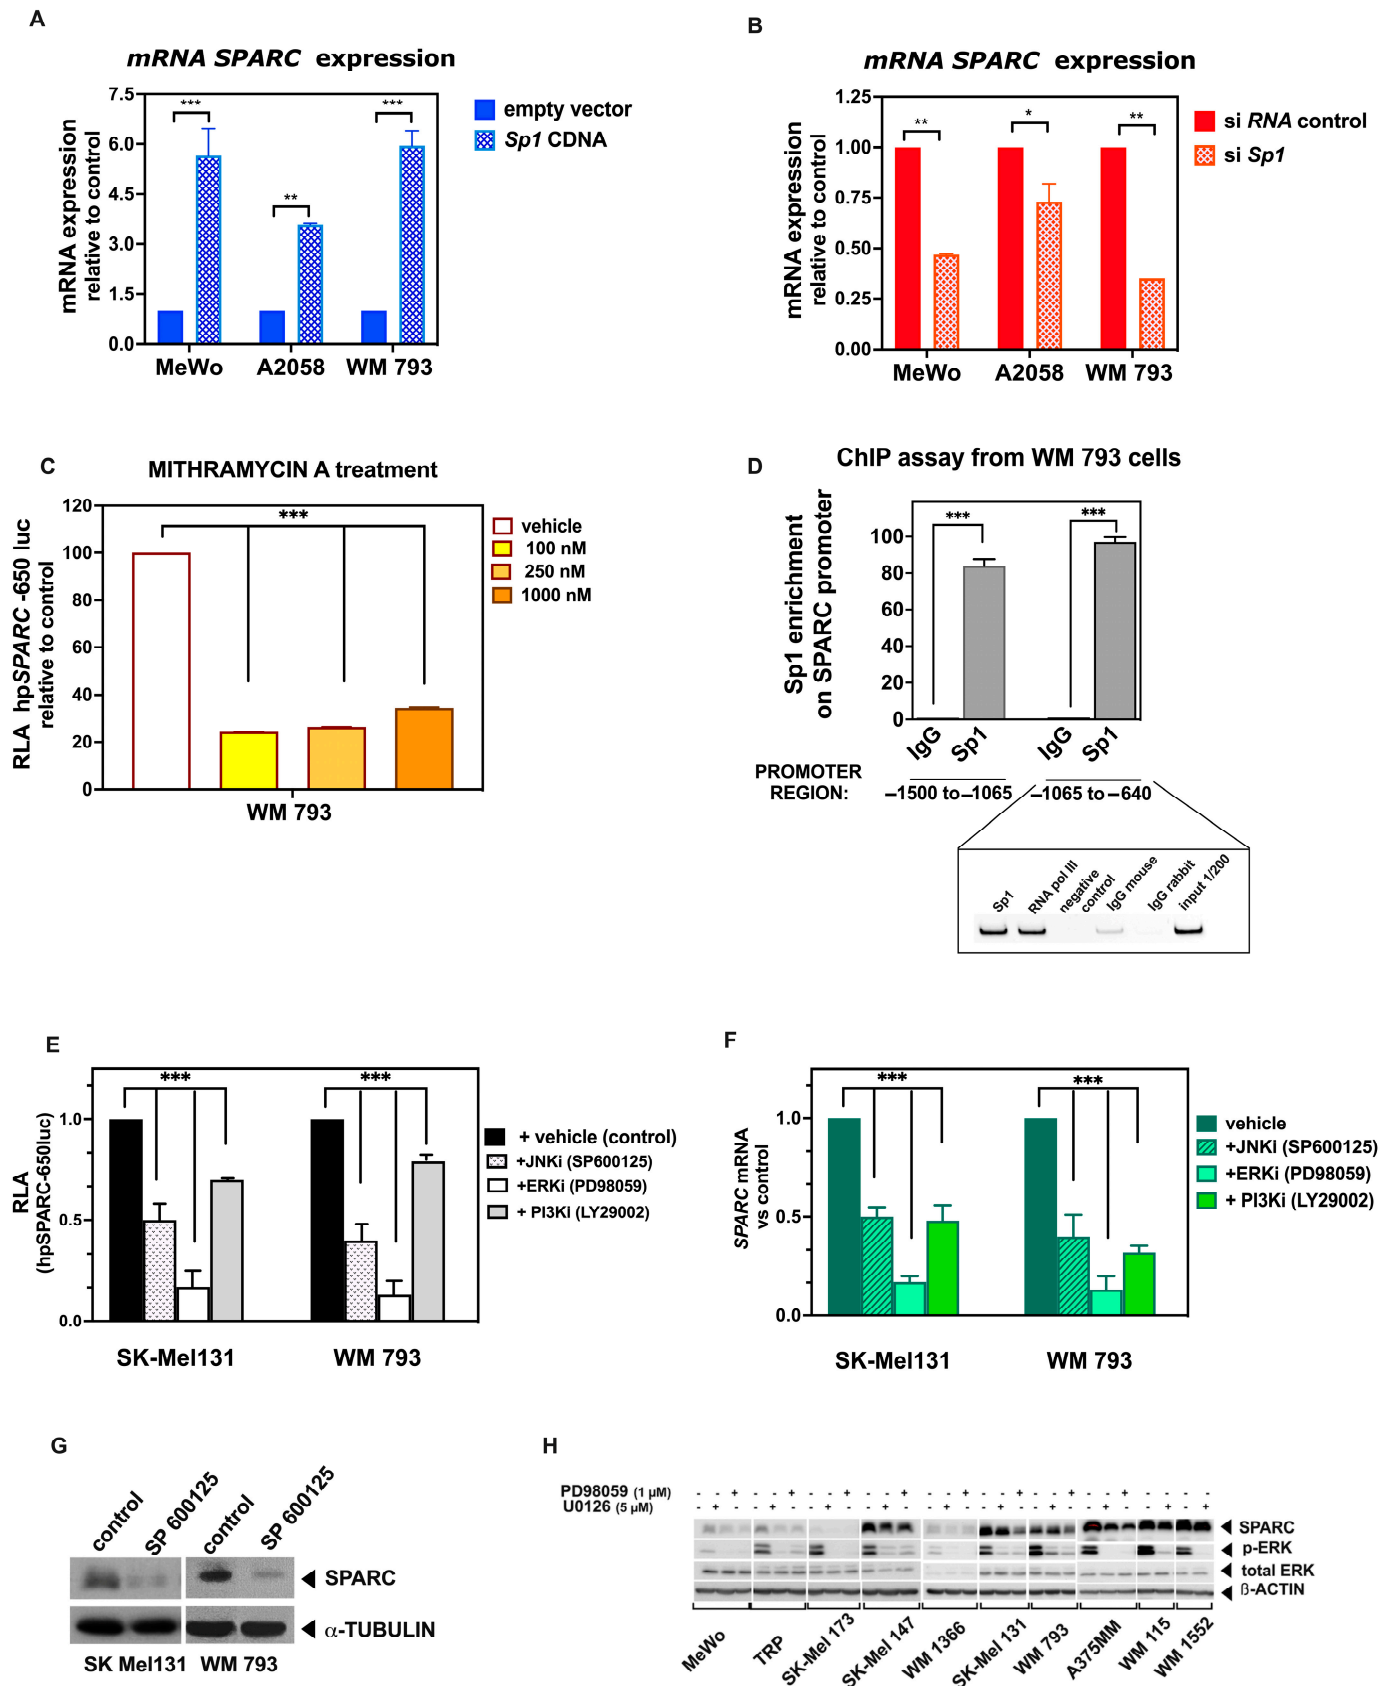 A
mRNA SPARC expression
mRNA expression
relative to control
7.5
6.0
4.5
3.0
1.5
0.0
***
**
***
MeWo
A2058
WM 793
empty vector
Sp1 CDNA
B
mRNA SPARC expression
mRNA expression
relative to control
1.25
1.00
0.75
0.50
0.25
0.00
**
*
**
MeWo
A2058
WM 793
si RNA control
si Sp1
C
MITHRAMYCIN A treatment
RLA hpSPARC -650 luc
relative to control
120
100
80
60
40
20
0
***
WM 793
vehicle
100 nM
250 nM
1000 nM
D
ChIP assay from WM 793 cells
Sp1 enrichment
on SPARC promoter
100
80
60
40
20
0
***
***
IgG
Sp1
IgG
Sp1
PROMOTER
REGION:
–1500 to–1065
–1065 to –640
Sp1
RNA pol III
negative
control
IgG mouse
IgG rabbit
input 1/200
E
RLA
(hpSPARC-650luc)
1.0
0.5
0.0
***
***
SK-Mel131
WM 793
+ vehicle (control)
+JNKi (SP600125)
+ERKi (PD98059)
+ PI3KI (LY29002)
F
SPARC mRNA
vs control
1.0
0.5
0.0
***
***
SK-Mel131
WM 793
vehicle
+JNKi (SP600125)
+ERKi (PD98059)
+ PI3Ki (LY29002)
G
control
SP 600125
control
SP 600125
SPARC
α-TUBULIN
SK Mel131
WM 793
H
PD98059 (1 µM) - - + - - + - - + - - + - - + - - + - - + - - + - - - -
U0126 (5 µM) - + - - + - - + - - + - - + - - + - - + - - + - - + - +
SPARC
p-ERK
total ERK
ß-ACTIN
MeWo
TRP
SK-Mel 173
SK-Mel 147
WM 1366
SK-Mel 131
WM 793
A375MM
WM 115
WM 1552